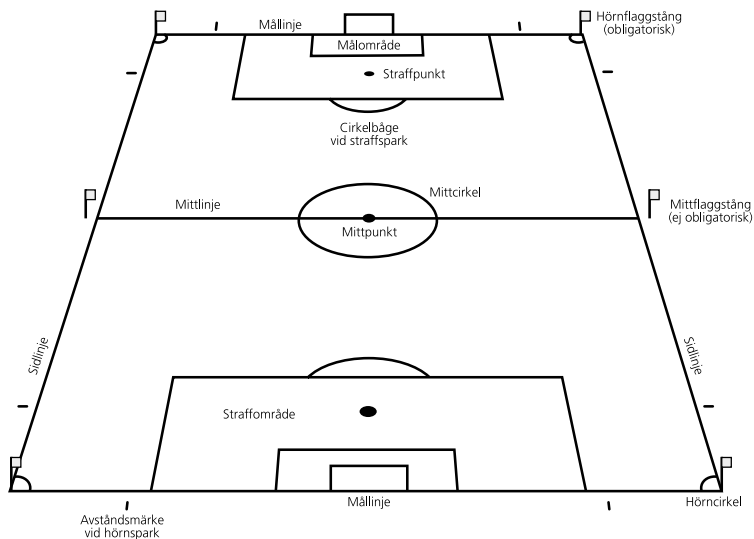 Mållinje
Hörnflaggstång
(obligatorisk)
Målområde
Straffpunkt
Cirkelbåge
vid straffspark
Mittcirkel
Mittlinje
Mittflaggstång
(ej obligatorisk)
Mittpunkt
Sidlinje
Sidlinje
Straffområde
Mållinje
Hörncirkel
Avståndsmärke
vid hörnspark